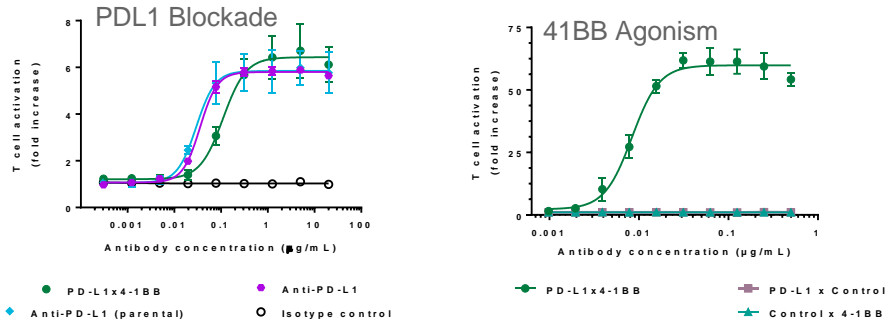 PDL1 Blockade
8
6
4
2
0
T cell activation
(fold increase)
0.001 0.01 0.1 1 10 100
Antibody concentration (µg/mL)
PD-L1x4-1BB
Anti-PD-L1
Anti-PD-L1 (parental)
Isotype control
41BB Agonism
75
50
25
0
T cell activation
(fold increase)
0.001 0.01 0.1 1
Antibody concentration (µg/mL)
PD-L1x4-1BB
PD-L1 x Control
Control x 4-1BB